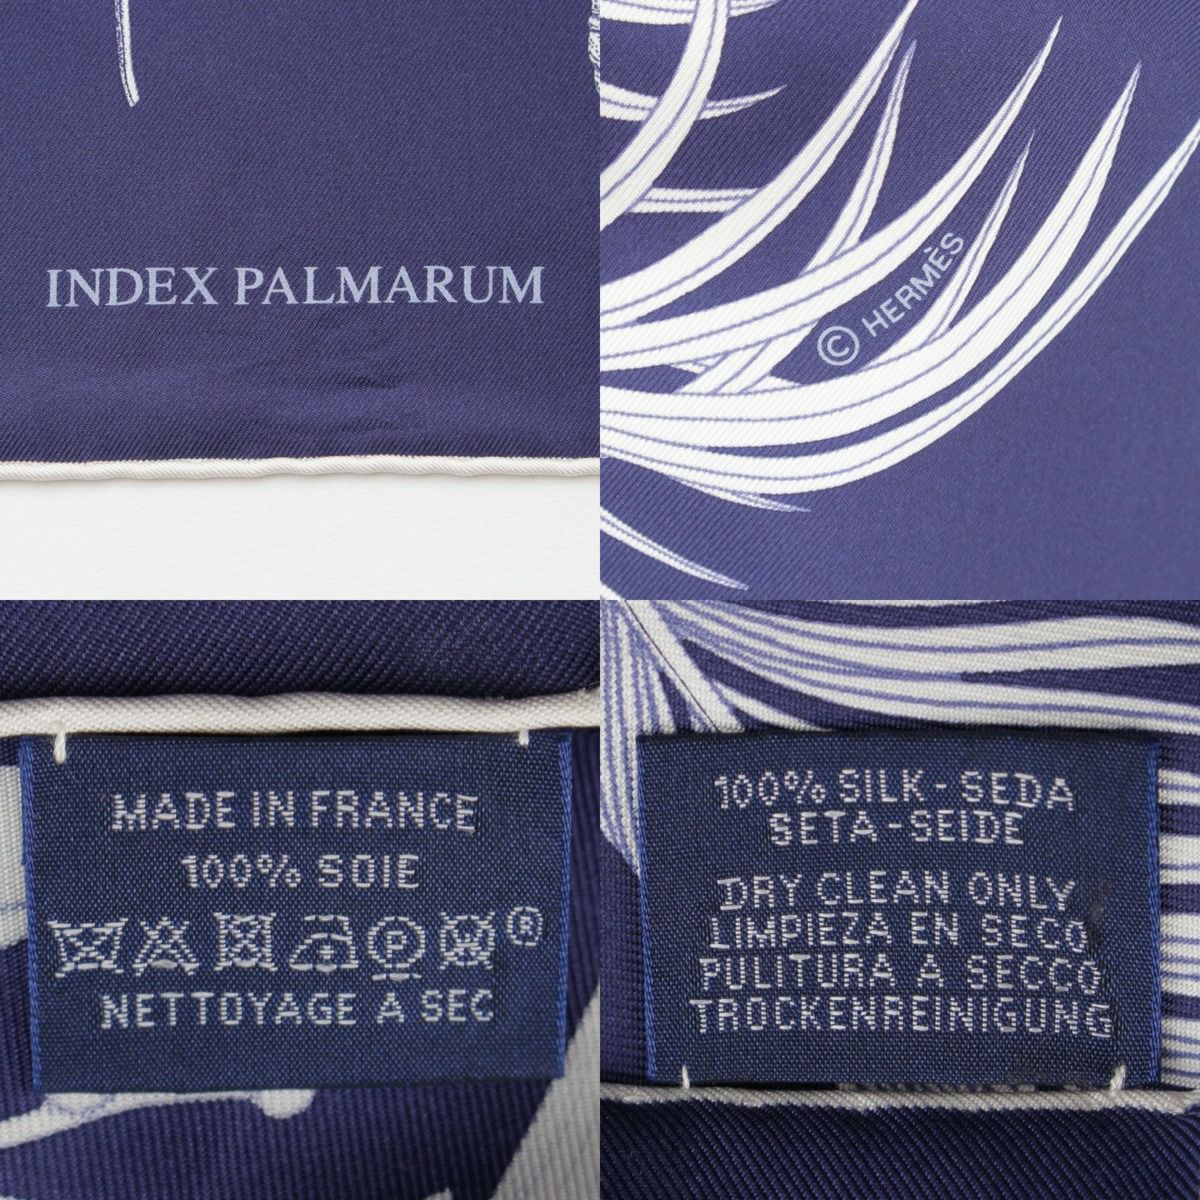 INDEX PALMARUM
© HERMÈS
MADE IN FRANCE
100% SOIE
P ®
NETTOYAGE A SEC
100% SILK - SEDA
SETA - SEIDE
DRY CLEAN ONLY
LIMPIEZA EN SECO
PULITURA A SECCO
TROCKENREINIGUNG